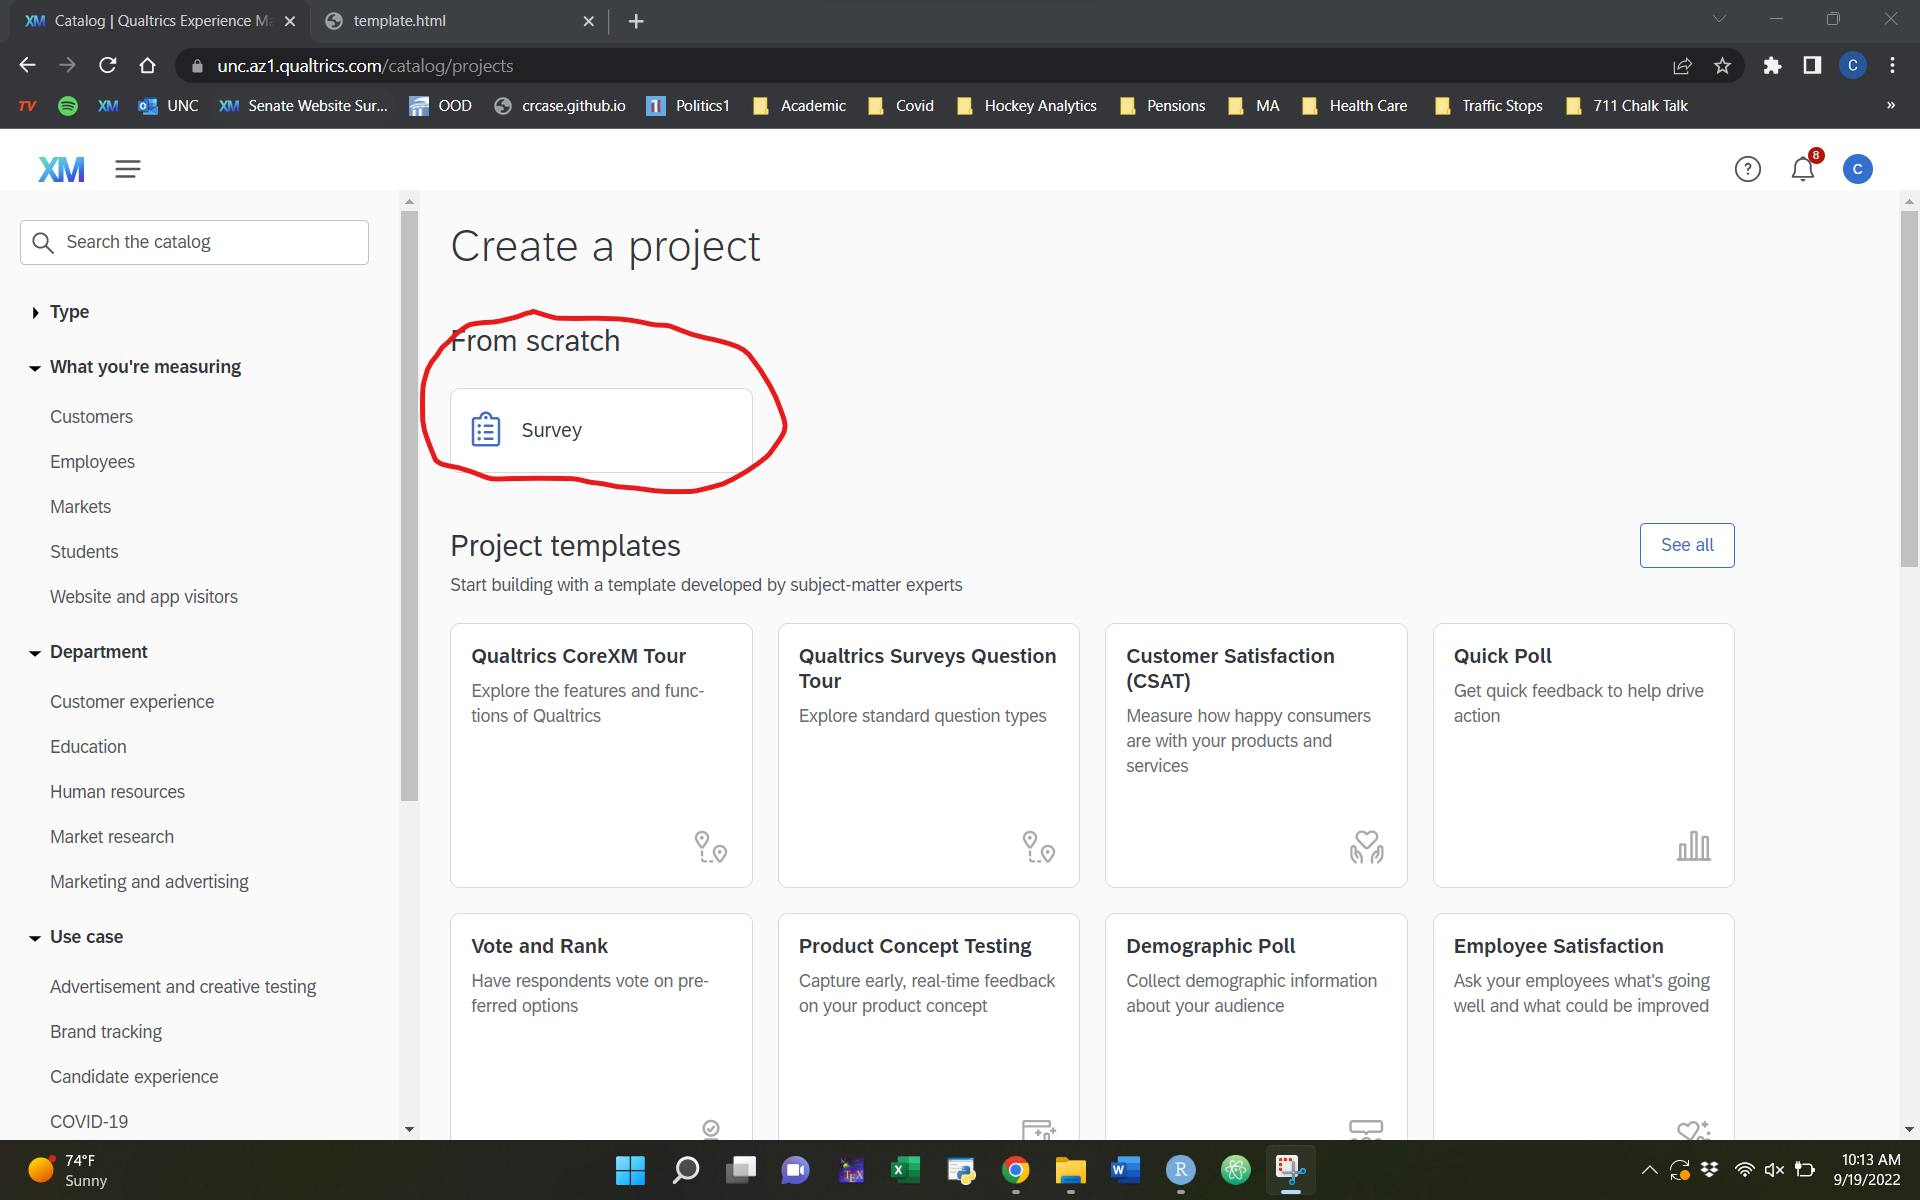 Catalog | Qualtrics Experience Ma
template.html
unc.az1.qualtrics.com/catalog/projects
C
TV
XM
UNC
XM Senate Website Sur...
OOD
crcase.github.io
Politics1
Academic
Covid
Hockey Analytics
Pensions
MA
Health Care
Traffic Stops
711 Chalk Talk
»
XM
?
8
C
Search the catalog
Type
What you're measuring
Customers
Employees
Markets
Students
Website and app visitors
Department
Customer experience
Education
Human resources
Market research
Marketing and advertising
Use case
Advertisement and creative testing
Brand tracking
Candidate experience
COVID-19
Create a project
From scratch
Survey
Project templates
See all
Start building with a template developed by subject-matter experts
Qualtrics CoreXM Tour
Explore the features and func-
tions of Qualtrics
Qualtrics Surveys Question
Tour
Explore standard question types
Customer Satisfaction
(CSAT)
Measure how happy consumers
are with your products and
services
Quick Poll
Get quick feedback to help drive
action
Vote and Rank
Have respondents vote on pre-
ferred options
Product Concept Testing
Capture early, real-time feedback
on your product concept
Demographic Poll
Collect demographic information
about your audience
Employee Satisfaction
Ask your employees what's going
well and what could be improved
74°F
Sunny
10:13 AM
9/19/2022